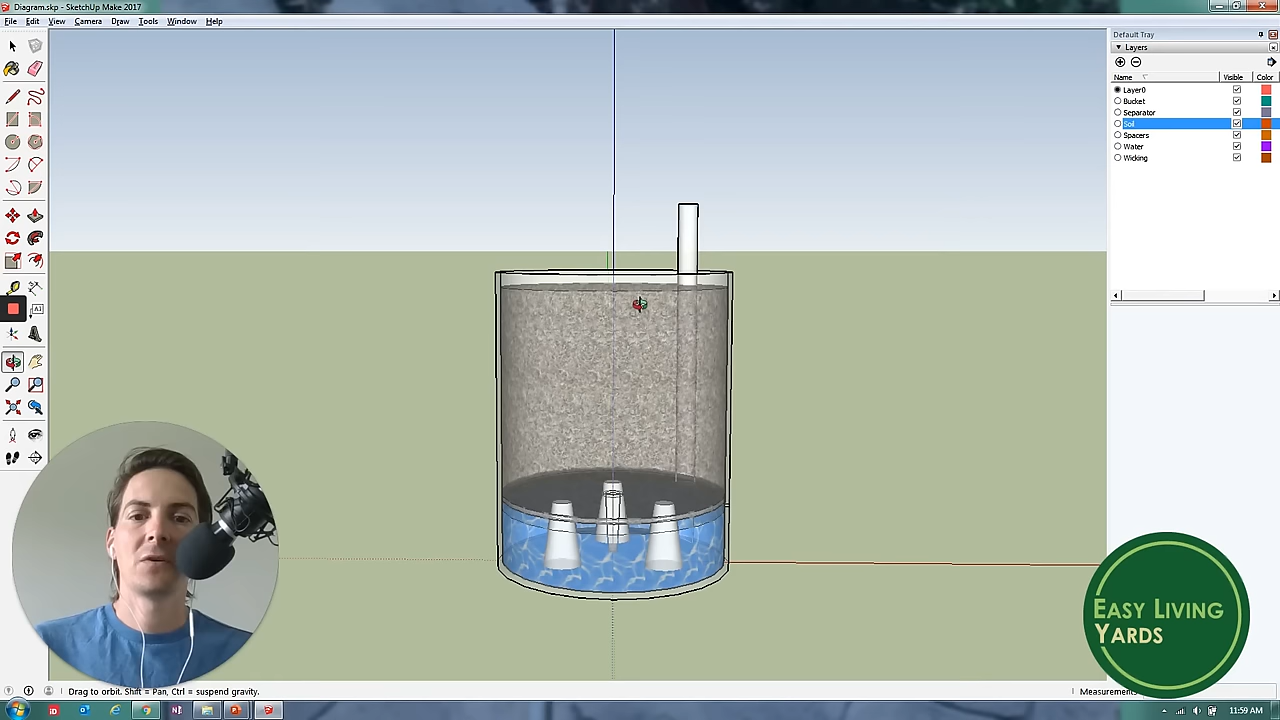 Diagram.skp - SketchUp Make 2017
File Edit View Camera Draw Tools Window Help
Default Tray
Layers
Name Visible Color
Layer0
Bucket
Separator
Soil
Spacers
Water
Wicking
A1
EASY LIVING
YARDS
Drag to orbit. Shift = Pan, Ctrl = suspend gravity.
Measurements
11:59 AM